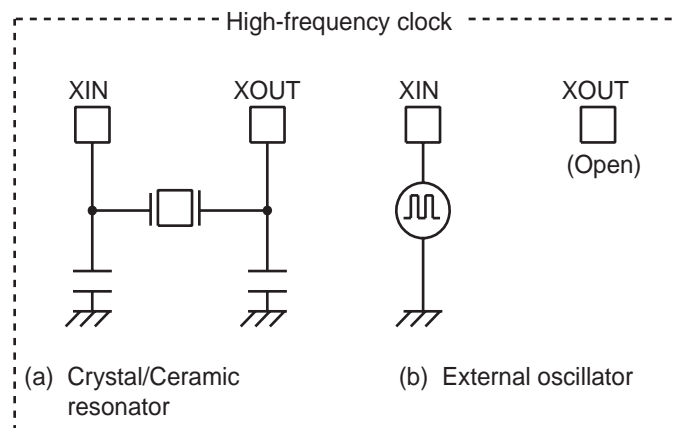 High-frequency clock
XIN XOUT XIN XOUT
(Open)
(a) Crystal/Ceramic resonator
(b) External oscillator